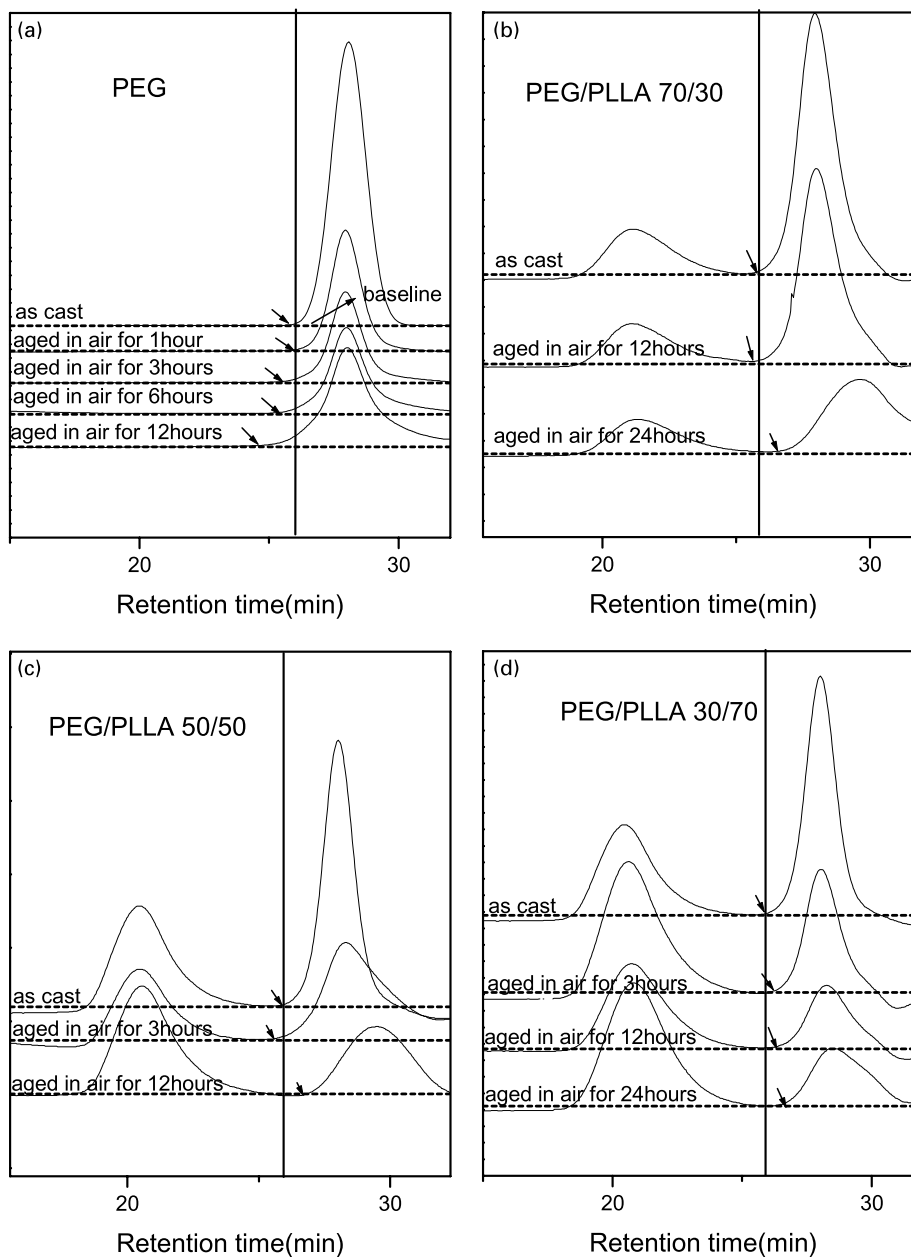 (a)
PEG
as cast
baseline
aged in air for 1hour
aged in air for 3hours
aged in air for 6hours
aged in air for 12hours
20
30
Retention time(min)
(b)
PEG/PLLA 70/30
as cast
aged in air for 12hours
aged in air for 24hours
20
30
Retention time(min)
(c)
PEG/PLLA 50/50
as cast
aged in air for 3hours
aged in air for 12hours
20
30
Retention time(min)
(d)
PEG/PLLA 30/70
as cast
aged in air for 3hours
aged in air for 12hours
aged in air for 24hours
20
30
Retention time(min)